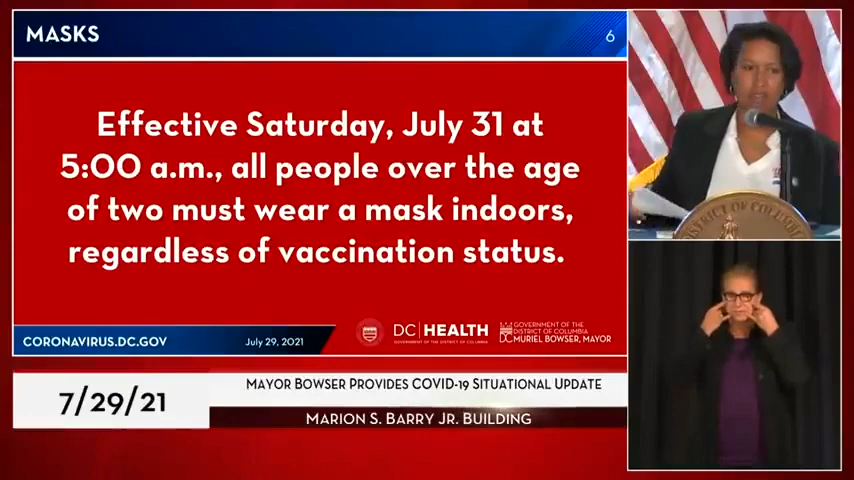 MASKS
6
Effective Saturday, July 31 at
5:00 a.m., all people over the age
of two must wear a mask indoors,
regardless of vaccination status.
CORONAVIRUS.DC.GOV
July 29, 2021
DC | HEALTH
GOVERNMENT OF THE DISTRICT OF COLUMBIA
GOVERNMENT OF THE
DISTRICT OF COLUMBIA
DC MURIEL BOWSER, MAYOR
7/29/21
MAYOR BOWSER PROVIDES COVID-19 SITUATIONAL UPDATE
MARION S. BARRY JR. BUILDING
DISTRICT OF COLUMB